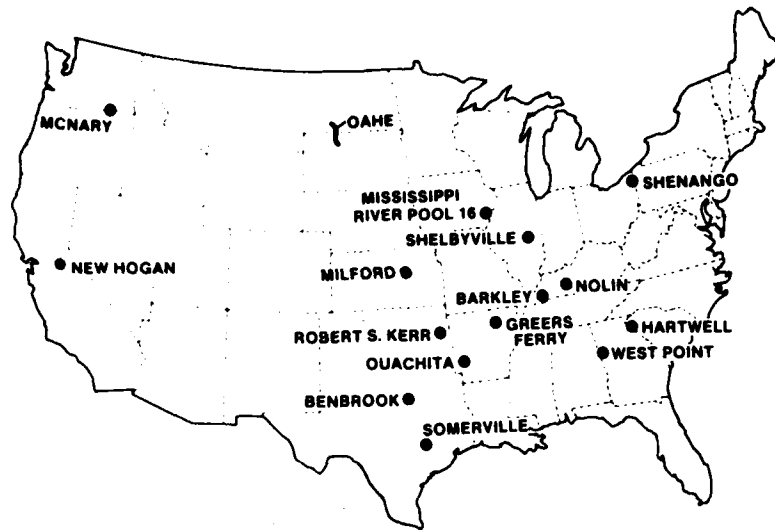 MCNARY
OAHE
SHENANGO
MISSISSIPPI
RIVER POOL 16
SHELBYVILLE
NEW HOGAN
MILFORD
NOLIN
BARKLEY
GREERS
FERRY
HARTWELL
ROBERT S. KERR
WEST POINT
OUACHITA
BENBROOK
SOMERVILLE